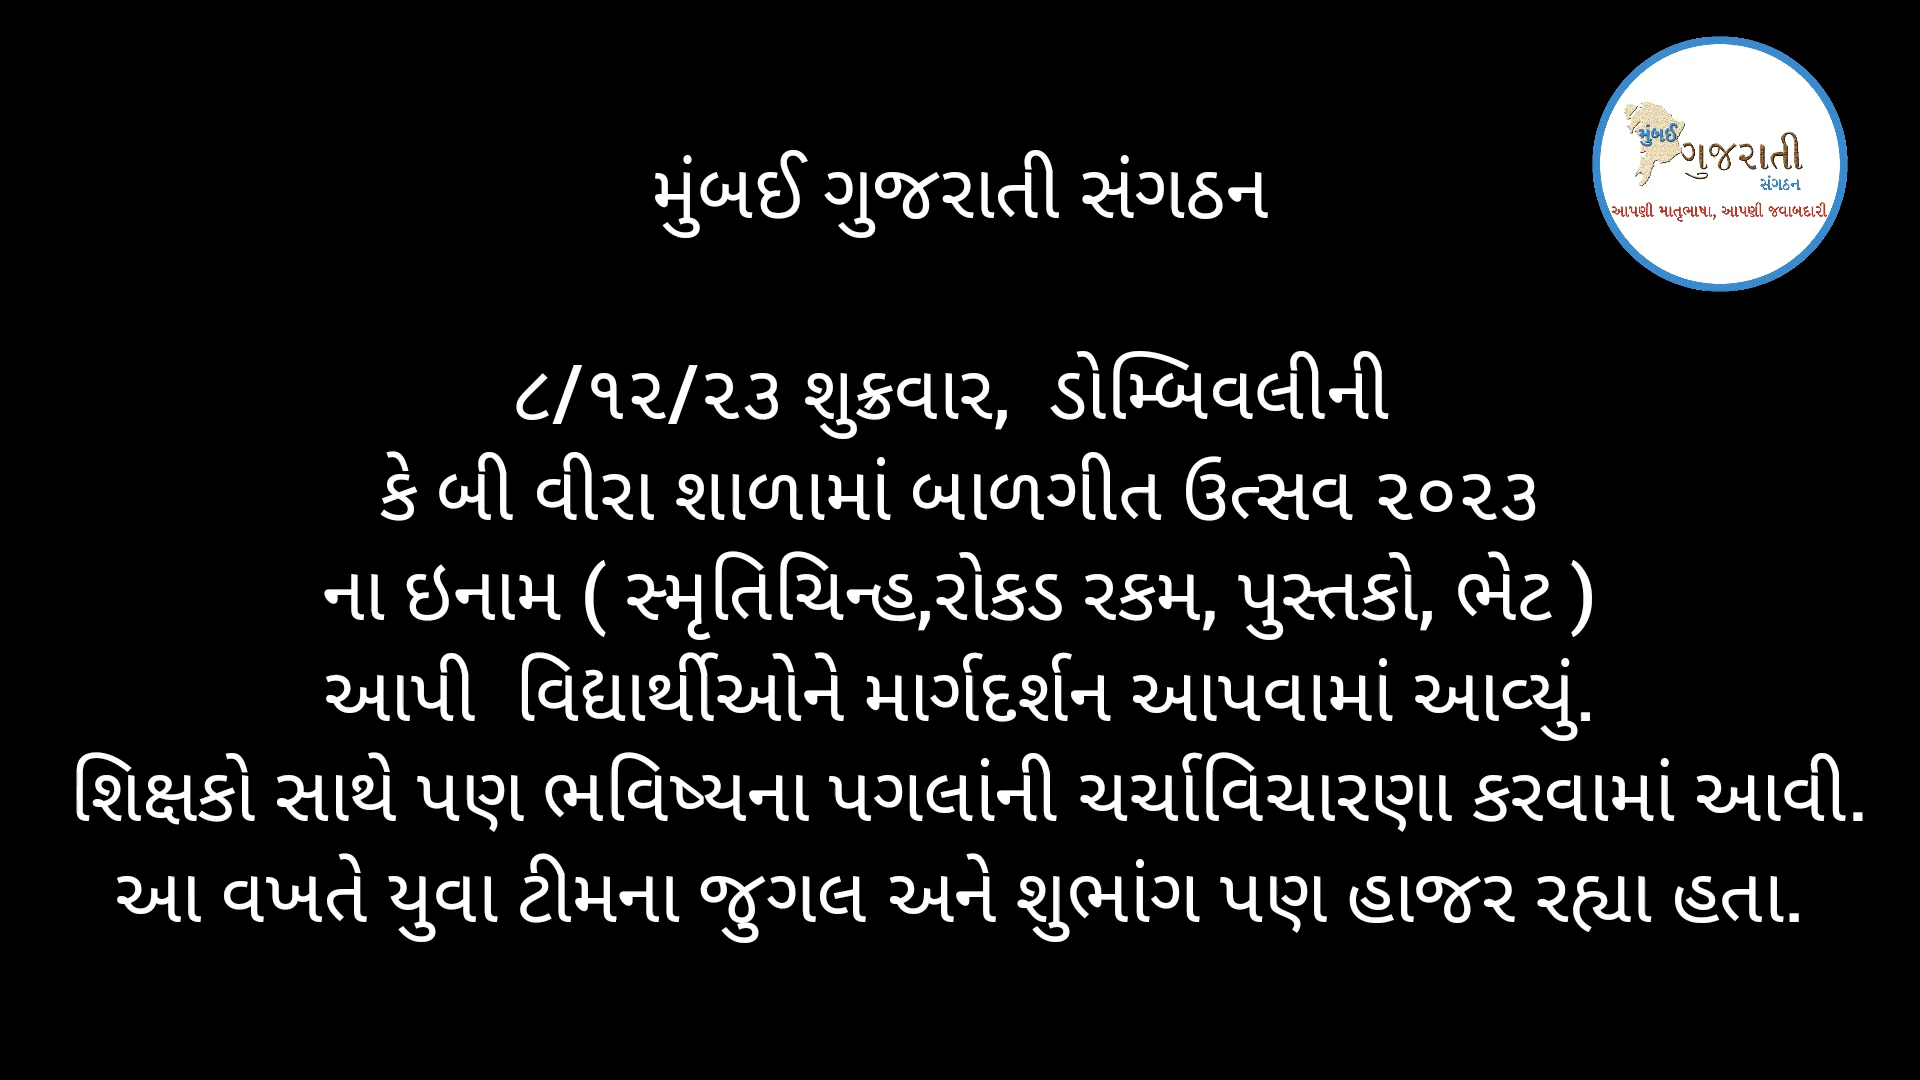 મુંબઈ
ગુજરાતી
સંગઠન
આપણી માતૃભાષા, આપણી જવાબદારી
મુંબઈ ગુજરાતી સંગઠન
૮/૧૨/૨૩ શુક્રવાર, ડોમ્બિવલીની
કે બી વીરા શાળામાં બાળગીત ઉત્સવ ૨૦૨૩
ના ઇનામ ( સ્મૃતિચિન્હ,રોકડ રકમ, પુસ્તકો, ભેટ )
આપી વિદ્યાર્થીઓને માર્ગદર્શન આપવામાં આવ્યું.
શિક્ષકો સાથે પણ ભવિષ્યના પગલાંની ચર્ચાવિચારણા કરવામાં આવી.
આ વખતે યુવા ટીમના જુગલ અને શુભાંગ પણ હાજર રહ્યા હતા.